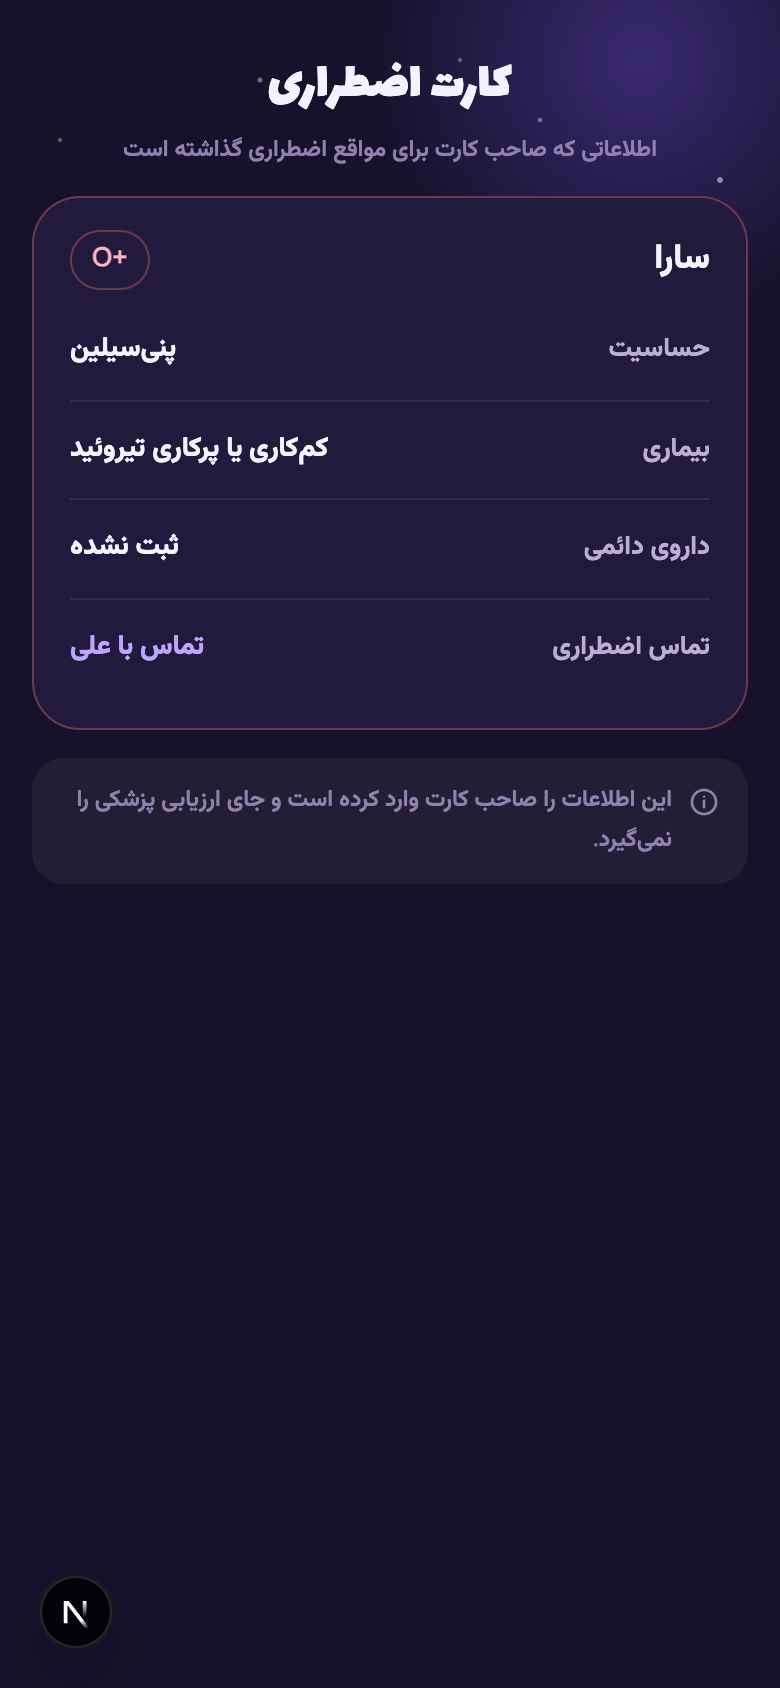 کارت اضطراری
اطلاعاتی که صاحب کارت برای مواقع اضطراری گذاشته است
سارا
O+
حساسیت
پنی‌سیلین
بیماری
کم‌کاری یا پرکاری تیروئید
داروی دائمی
ثبت نشده
تماس اضطراری
تماس با علی
این اطلاعات را صاحب کارت وارد کرده است و جای ارزیابی پزشکی را
نمی‌گیرد.
N